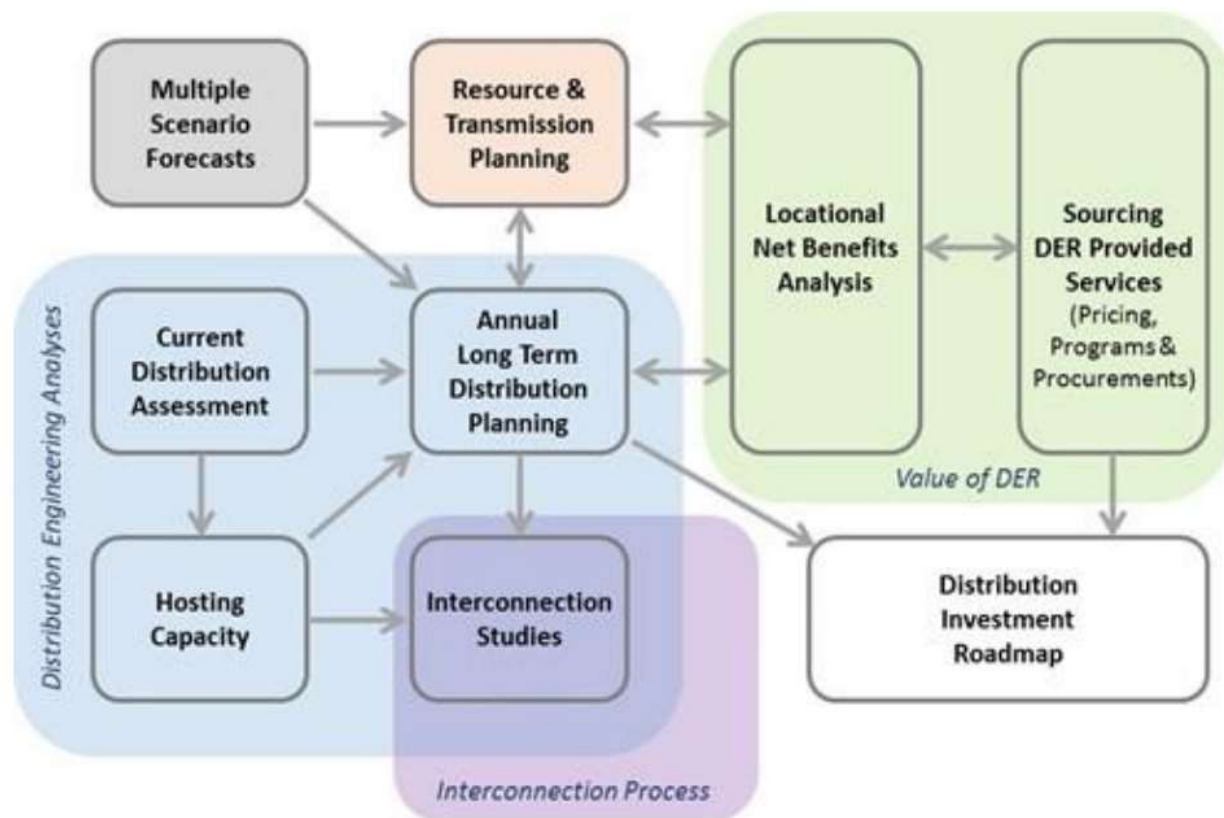 Multiple
Scenario
Forecasts
Resource &
Transmission
Planning
Locational
Net Benefits
Analysis
Sourcing
DER Provided
Services
(Pricing,
Programs &
Procurements)
Value of DER
Distribution Engineering Analyses
Current
Distribution
Assessment
Annual
Long Term
Distribution
Planning
Hosting
Capacity
Interconnection
Studies
Interconnection Process
Distribution
Investment
Roadmap